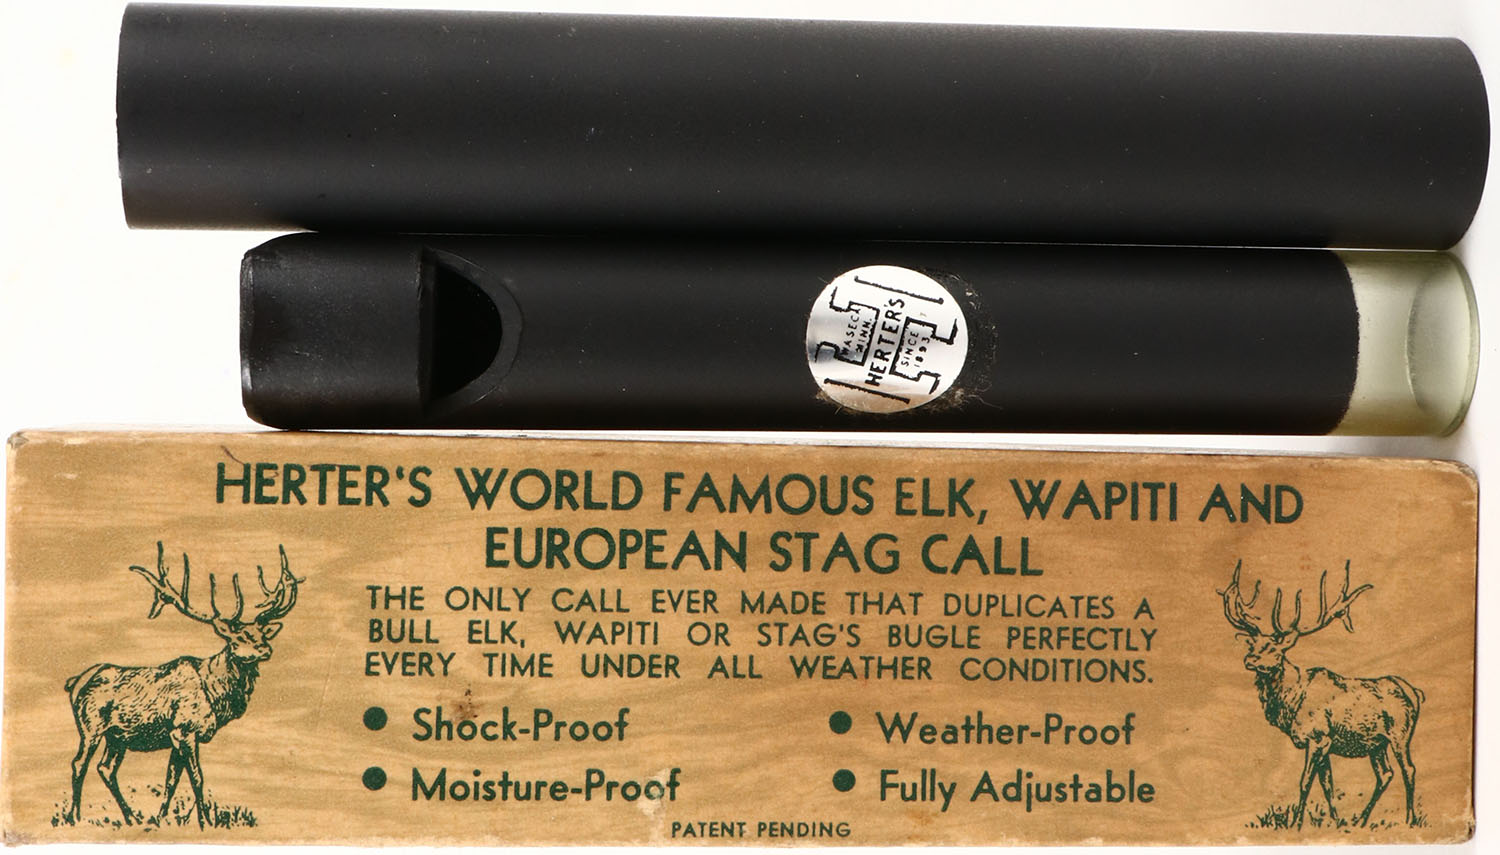 WASECA
MINN.
HERTER'S
SINCE
1893
HERTER'S WORLD FAMOUS ELK, WAPITI AND
EUROPEAN STAG CALL
THE ONLY CALL EVER MADE THAT DUPLICATES A
BULL ELK, WAPITI OR STAG'S BUGLE PERFECTLY
EVERY TIME UNDER ALL WEATHER CONDITIONS.
● Shock-Proof ● Weather-Proof
● Moisture-Proof ● Fully Adjustable
PATENT PENDING